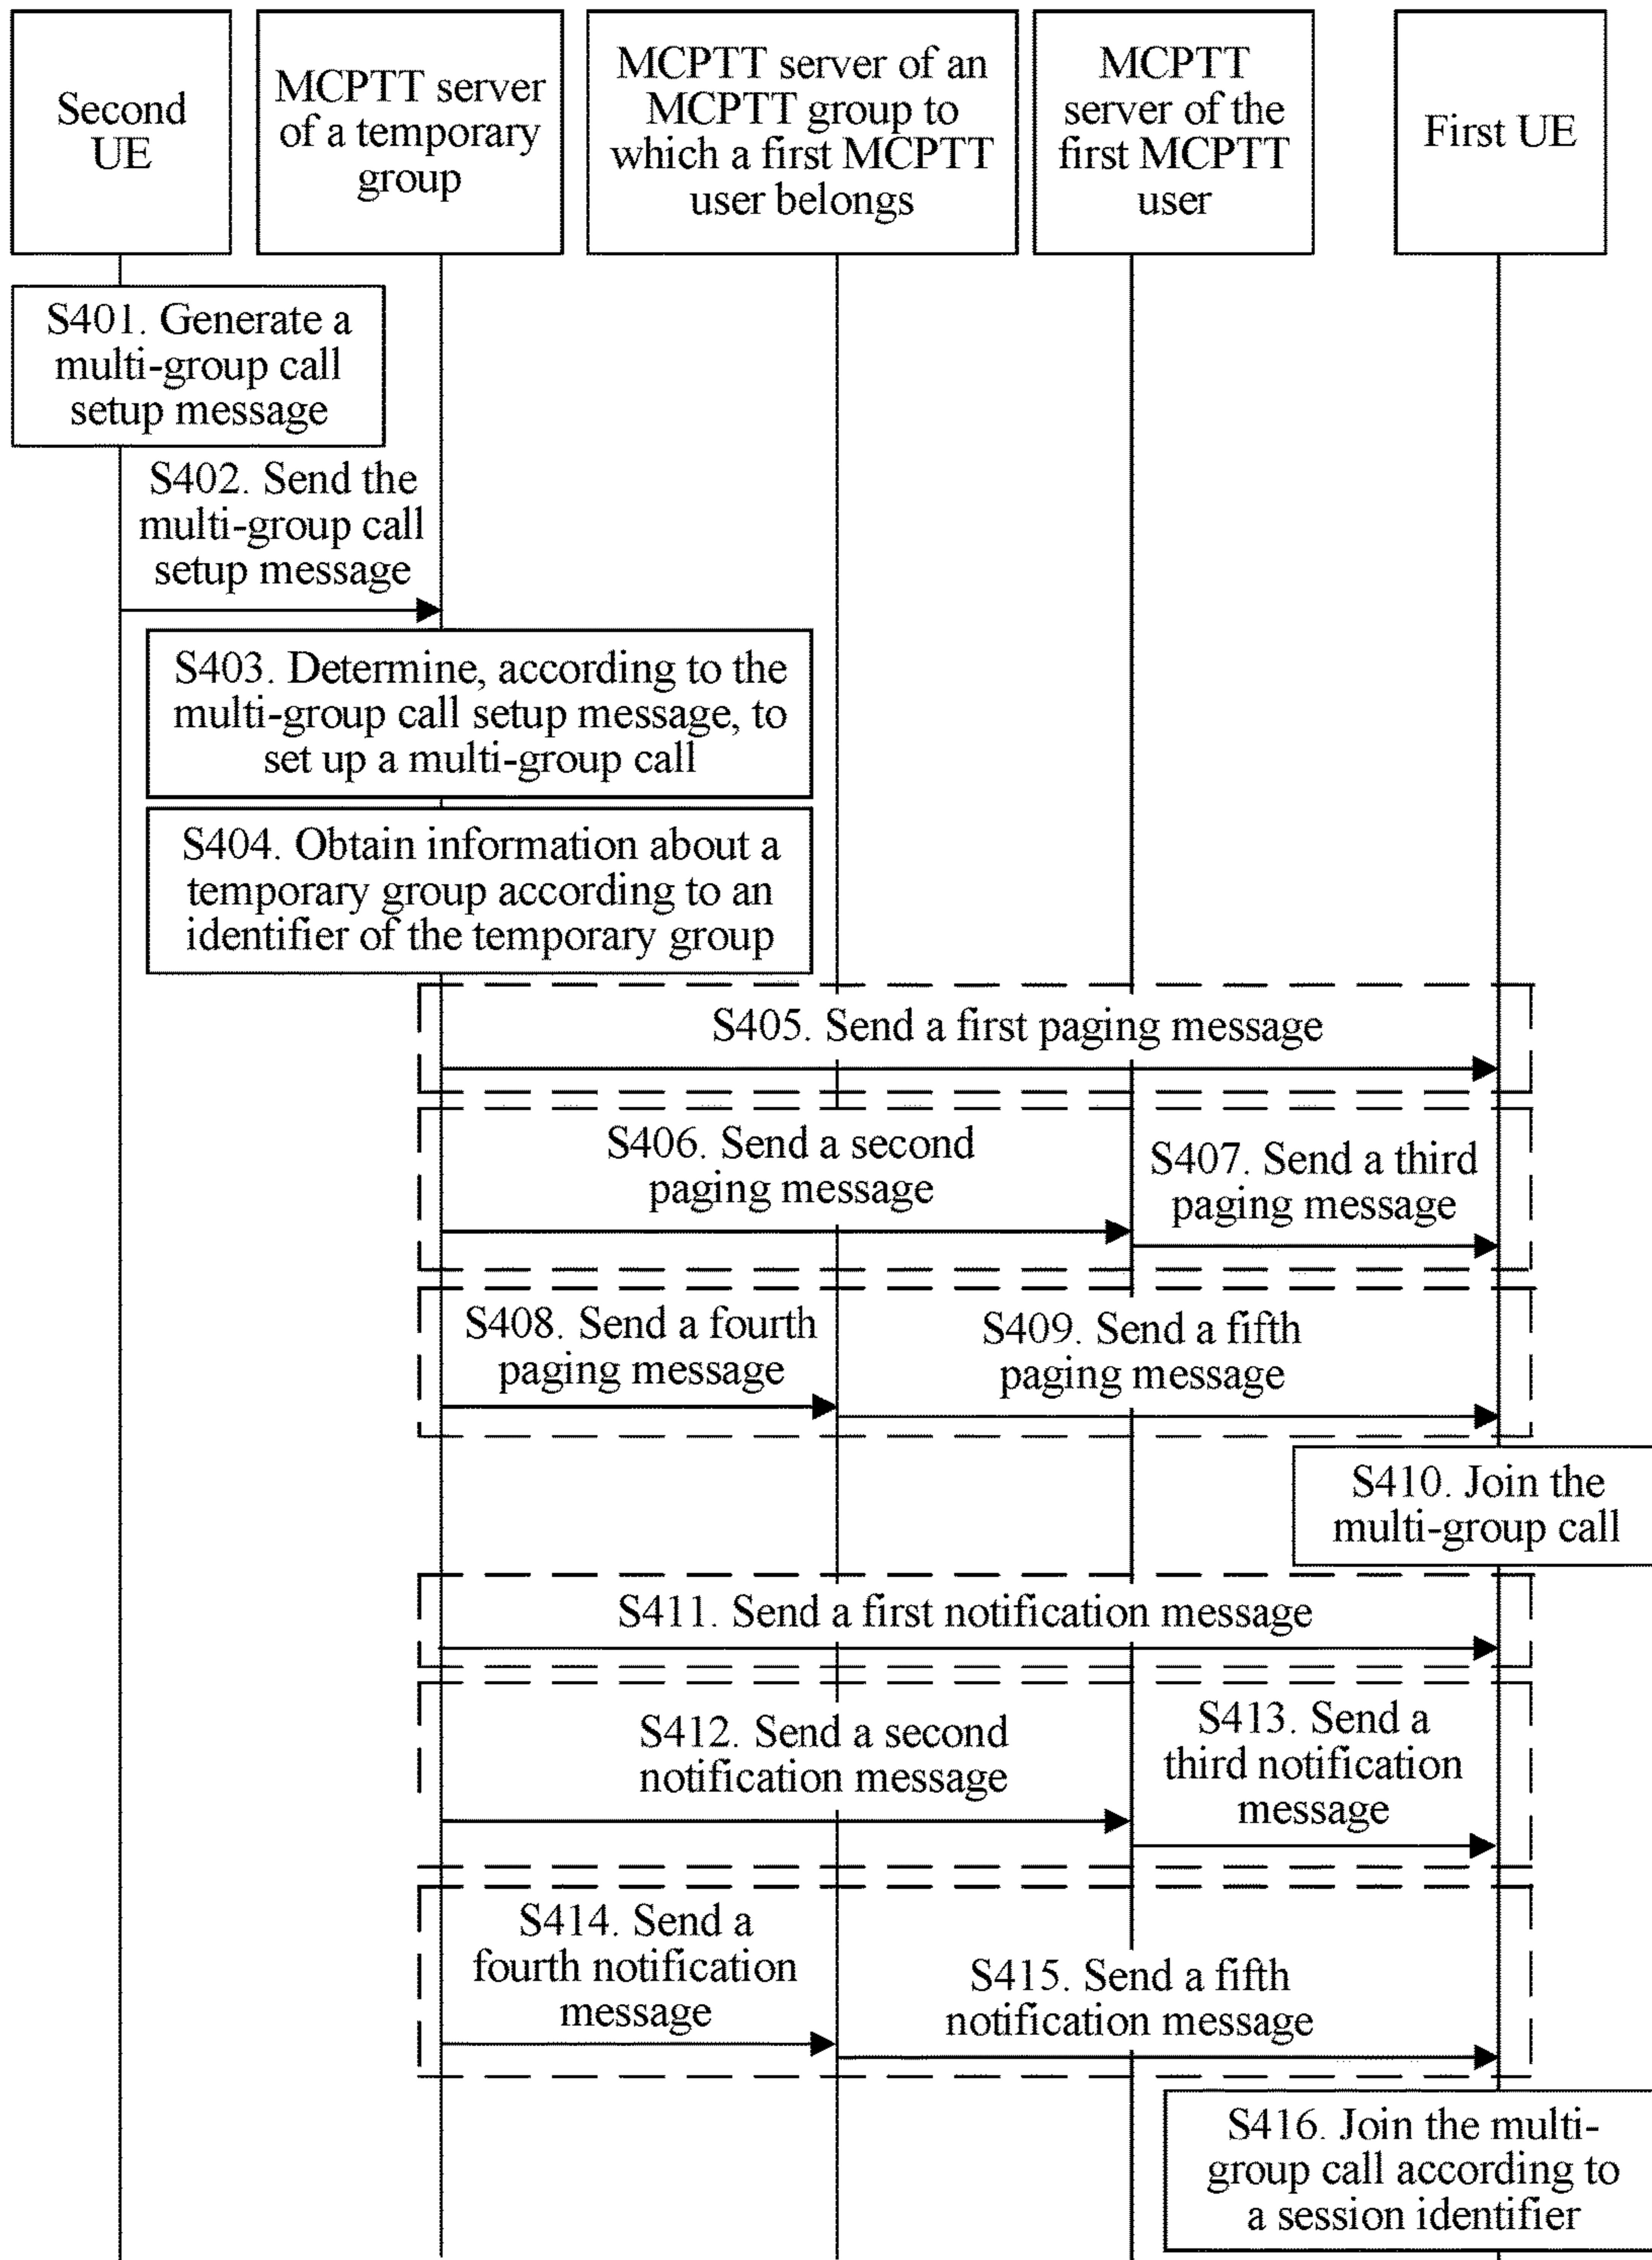 Second
UE
MCPTT server
of a temporary
group
MCPTT server of an
MCPTT group to
which a first MCPTT
user belongs
MCPTT
server of the
first MCPTT
user
First UE
S401. Generate a
multi-group call
setup message
S402. Send the
multi-group call
setup message
S403. Determine, according to the
multi-group call setup message, to
set up a multi-group call
S404. Obtain information about a
temporary group according to an
identifier of the temporary group
S405. Send a first paging message
S406. Send a second
paging message
S407. Send a third
paging message
S408. Send a fourth
paging message
S409. Send a fifth
paging message
S410. Join the
multi-group call
S411. Send a first notification message
S412. Send a second
notification message
S413. Send a
third notification
message
S414. Send a
fourth notification
message
S415. Send a fifth
notification message
S416. Join the multi-
group call according to
a session identifier